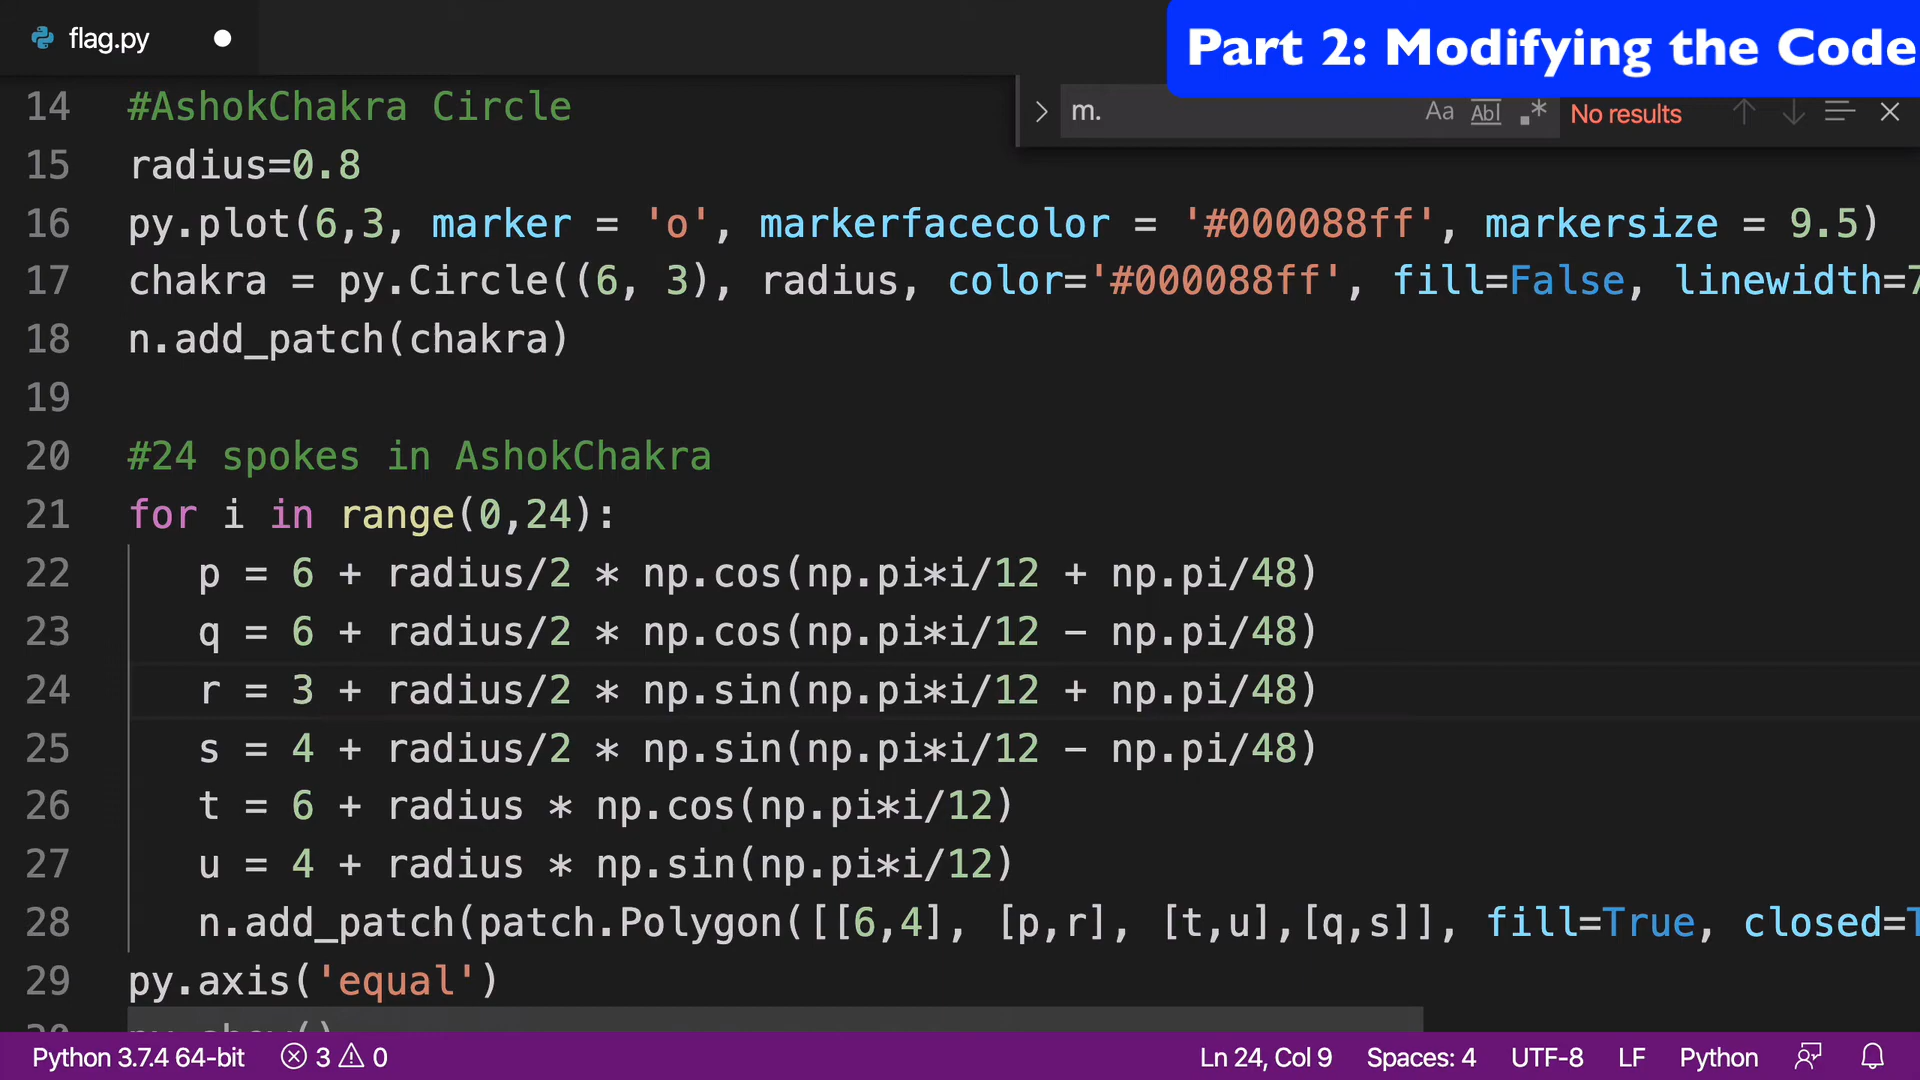 flag.py
Part 2: Modifying the Code
m.
Aa Abl .* No results
14 #AshokChakra Circle
15 radius=0.8
16 py.plot(6,3, marker = 'o', markerfacecolor = '#000088ff', markersize = 9.5)
17 chakra = py.Circle((6, 3), radius, color='#000088ff', fill=False, linewidth=7
18 n.add_patch(chakra)
19
20 #24 spokes in AshokChakra
21 for i in range(0,24):
22 p = 6 + radius/2 * np.cos(np.pi*i/12 + np.pi/48)
23 q = 6 + radius/2 * np.cos(np.pi*i/12 - np.pi/48)
24 r = 3 + radius/2 * np.sin(np.pi*i/12 + np.pi/48)
25 s = 4 + radius/2 * np.sin(np.pi*i/12 - np.pi/48)
26 t = 6 + radius * np.cos(np.pi*i/12)
27 u = 4 + radius * np.sin(np.pi*i/12)
28 n.add_patch(patch.Polygon([[6,4], [p,r], [t,u],[q,s]], fill=True, closed=T
29 py.axis('equal')
Python 3.7.4 64-bit 3 0 Ln 24, Col 9 Spaces: 4 UTF-8 LF Python